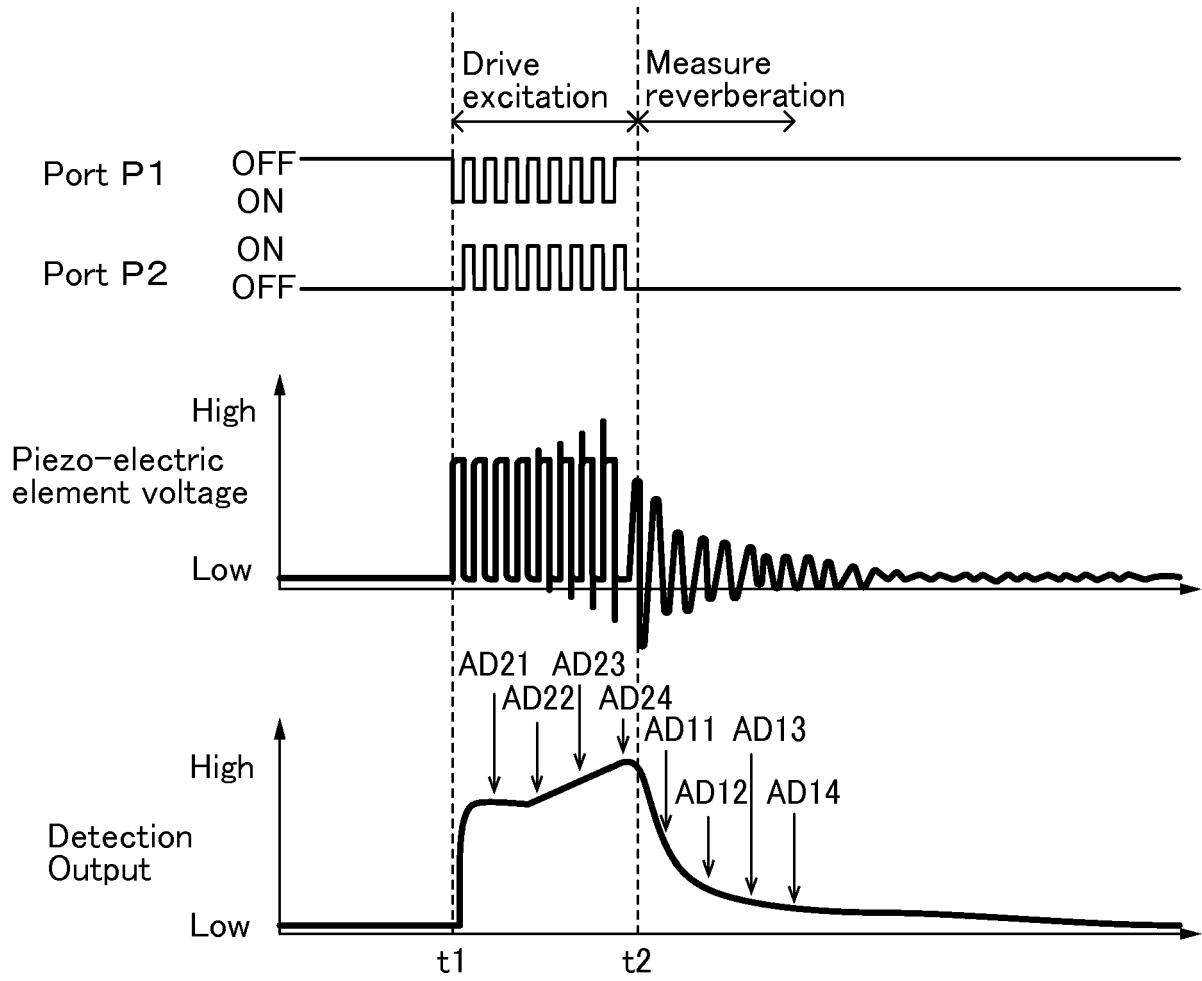 Drive
excitation
Measure
reverberation
Port P1
OFF
ON
Port P2
ON
OFF
High
Piezo-electric
element voltage
Low
AD21
AD23
AD22
AD24
AD11
AD13
High
AD12
AD14
Detection
Output
Low
t1
t2